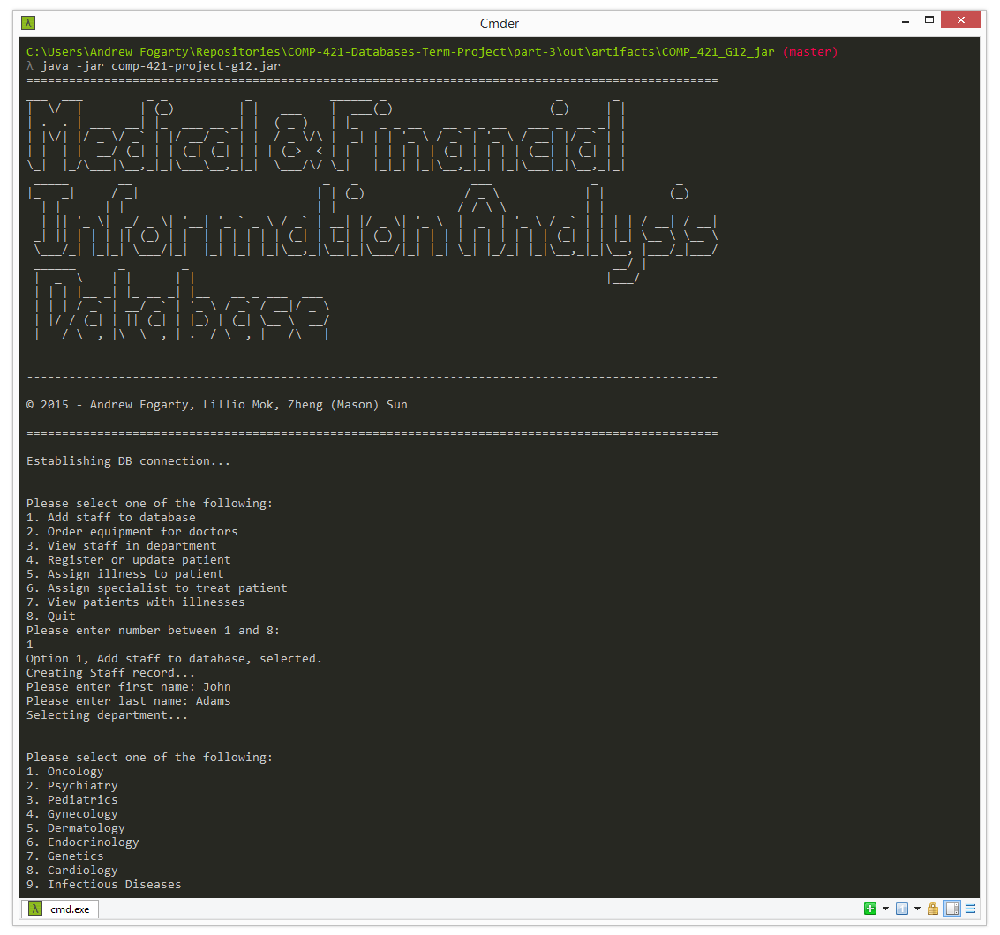 Cmder
C:\Users\Andrew Fogarty\Repositories\COMP-421-Databases-Term-Project\part-3\out\artifacts\COMP_421_G12_jar (master)
λ java -jar comp-421-project-g12.jar
==================================================================================================
Medical & Financial
Information Analysis
Database
--------------------------------------------------------------------------------------------------
© 2015 - Andrew Fogarty, Lillio Mok, Zheng (Mason) Sun
==================================================================================================
Establishing DB connection...
Please select one of the following:
1. Add staff to database
2. Order equipment for doctors
3. View staff in department
4. Register or update patient
5. Assign illness to patient
6. Assign specialist to treat patient
7. View patients with illnesses
8. Quit
Please enter number between 1 and 8:
1
Option 1, Add staff to database, selected.
Creating Staff record...
Please enter first name: John
Please enter last name: Adams
Selecting department...
Please select one of the following:
1. Oncology
2. Psychiatry
3. Pediatrics
4. Gynecology
5. Dermatology
6. Endocrinology
7. Genetics
8. Cardiology
9. Infectious Diseases
λ cmd.exe